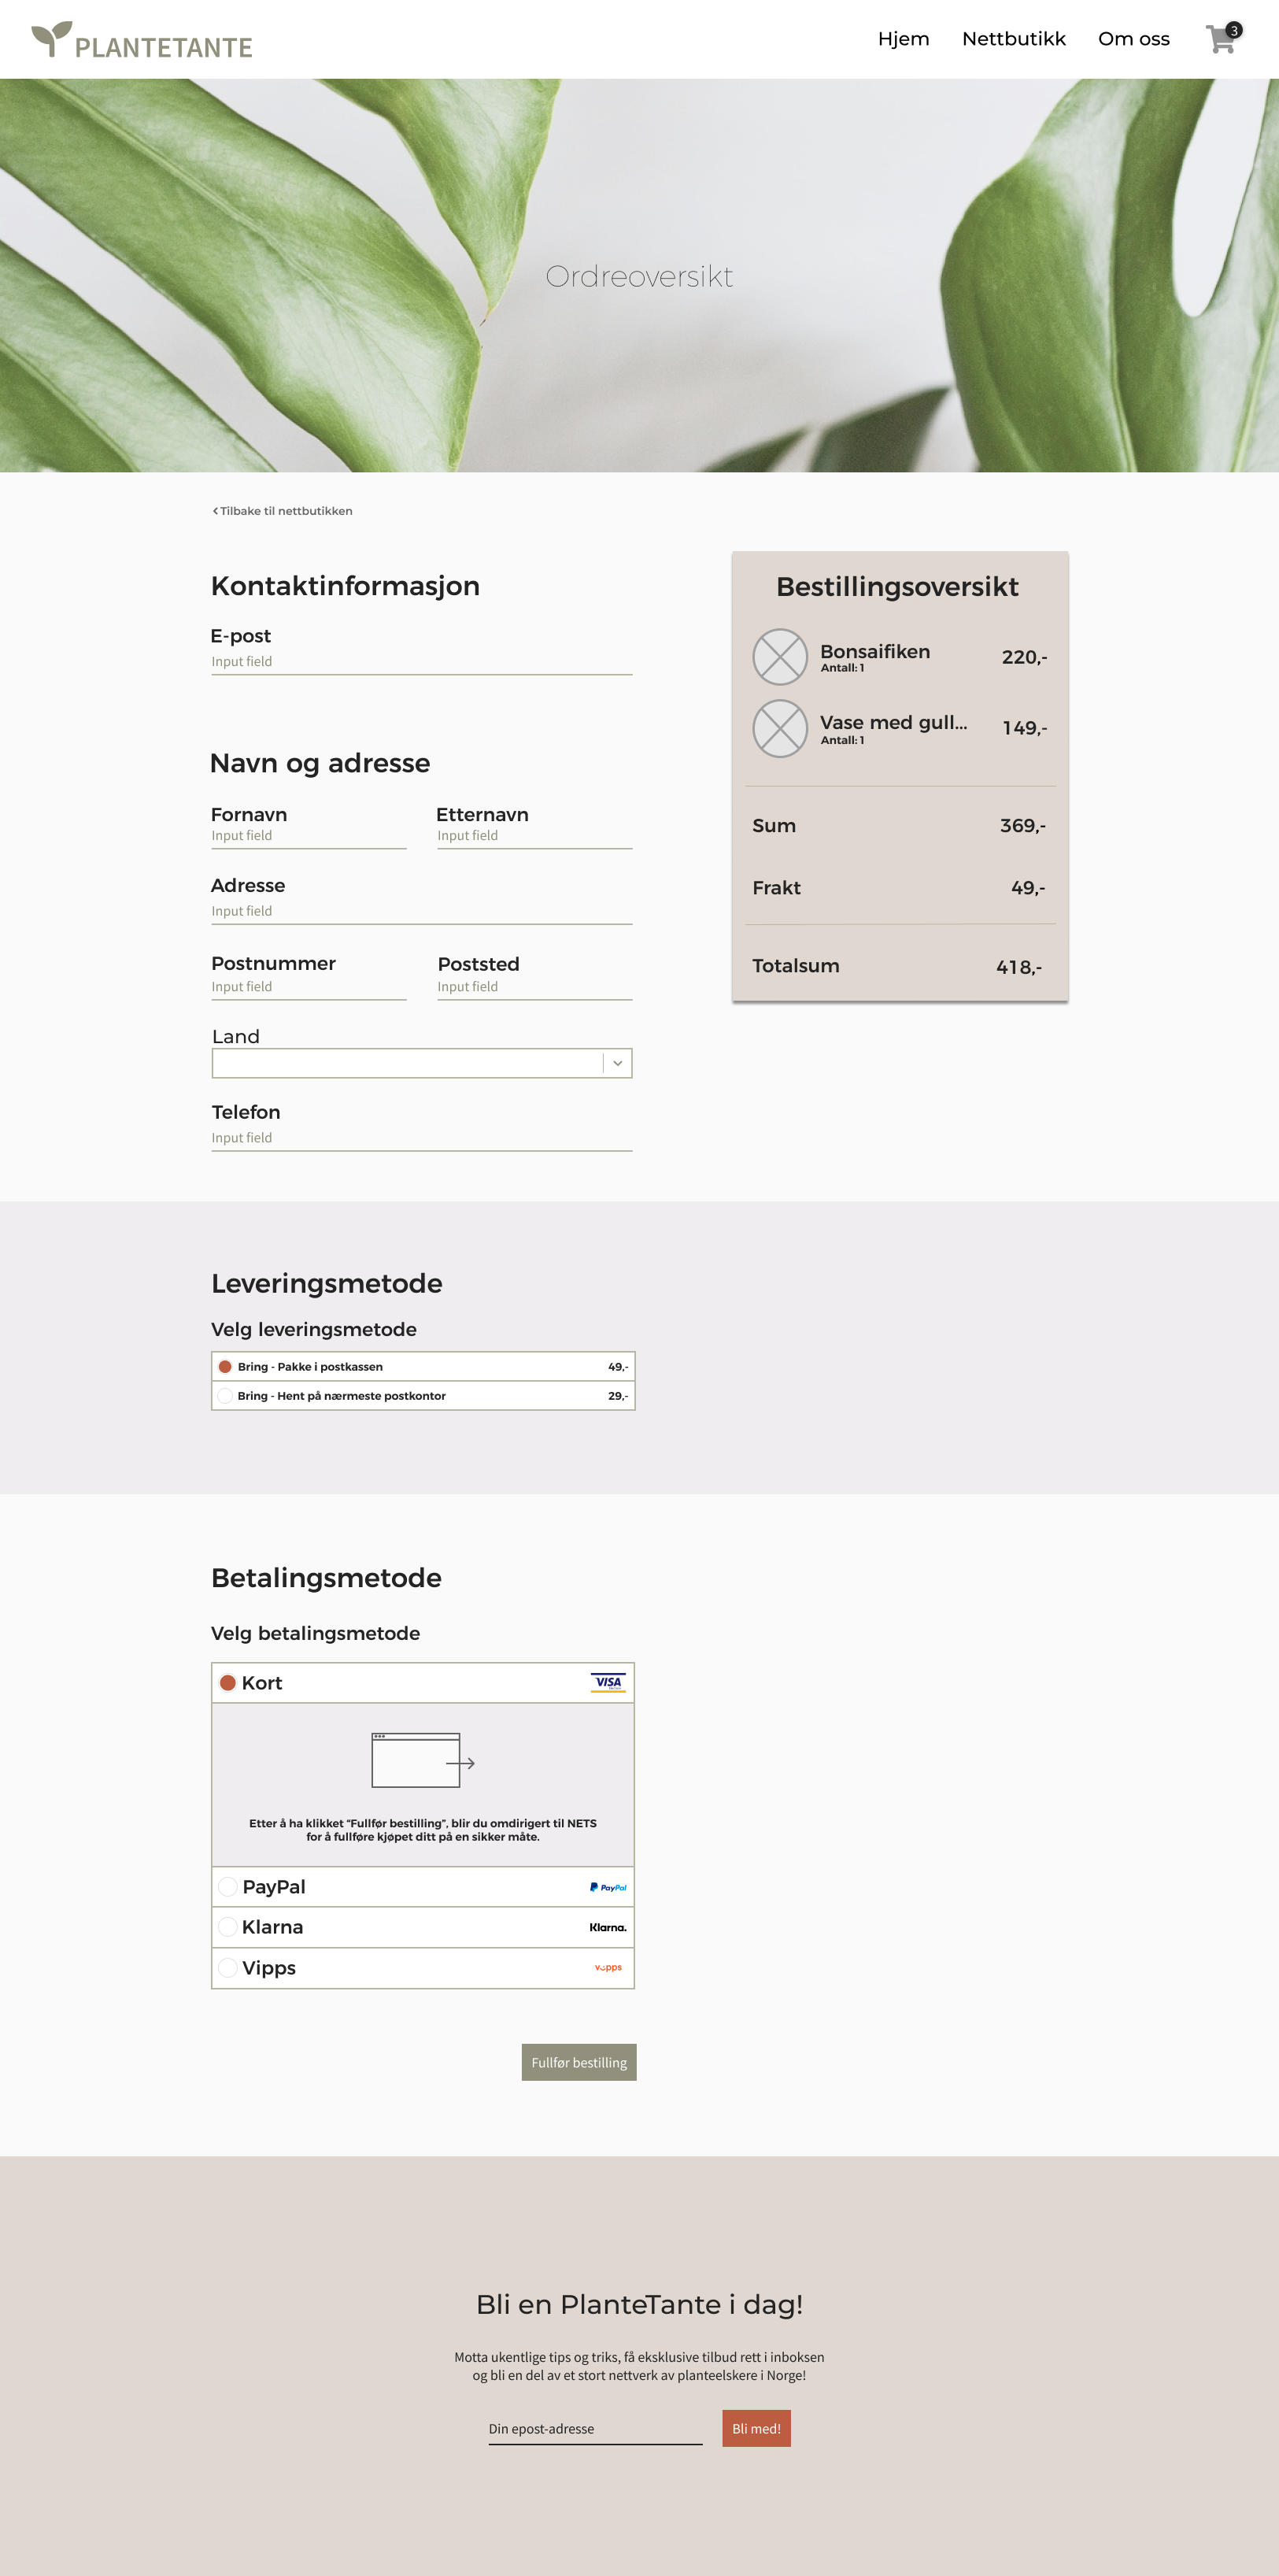 PLANTETANTE
Hjem
Nettbutikk
Om oss
3
Ordreoversikt
Tilbake til nettbutikken
Kontaktinformasjon
E-post
Input field
Navn og adresse
Fornavn
Etternavn
Input field
Input field
Adresse
Input field
Postnummer
Poststed
Input field
Input field
Land
Telefon
Input field
Bestillingsoversikt
Bonsaifiken
220,-
Antall: 1
Vase med gull...
149,-
Antall: 1
Sum
369,-
Frakt
49,-
Totalsum
418,-
Leveringsmetode
Velg leveringsmetode
Bring - Pakke i postkassen
49,-
Bring - Hent på nærmeste postkontor
29,-
Betalingsmetode
Velg betalingsmetode
Kort
VISA
Etter å ha klikket "Fullfør bestilling", blir du omdirigert til NETS
for å fullføre kjøpet ditt på en sikker måte.
PayPal
PayPal
Klarna
Klarna.
Vipps
vipps
Fullfør bestilling
Bli en PlanteTante i dag!
Motta ukentlige tips og triks, få eksklusive tilbud rett i inboksen
og bli en del av et stort nettverk av planteelskere i Norge!
Din epost-adresse
Bli med!